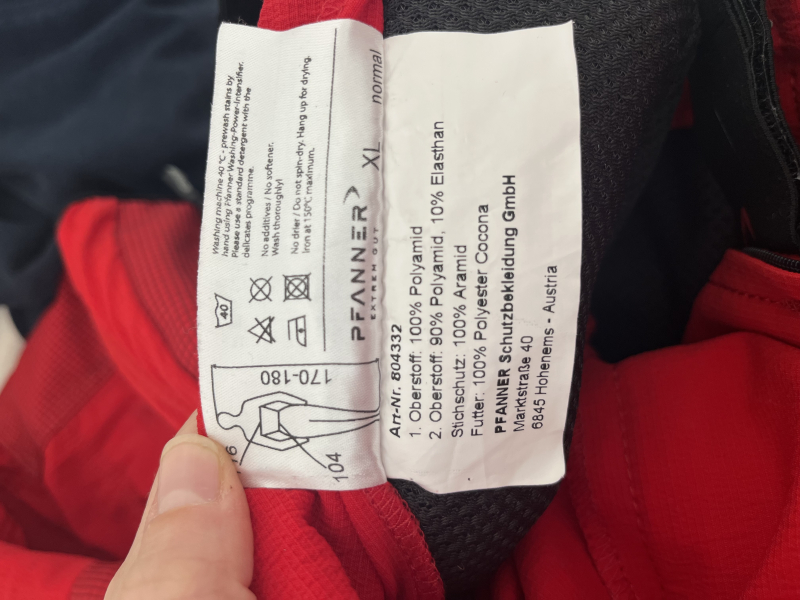 Washing machine 40 °C - prewash stains by
hand using Pfanner Washing-Power-Intensifier.
Please use a standard detergent with the
delicates programme.
No additives / No softener.
Wash thoroughly!
No drier / Do not spin-dry. Hang up for drying.
Iron at 150°C maximum.
40
PFANNER
EXTREM GUT
XL normal
170-180
104
Art-Nr. 804332
1. Oberstoff: 100% Polyamid
2. Oberstoff: 90% Polyamid, 10% Elasthan
Stichschutz: 100% Aramid
Futter: 100% Polyester Cocona
PFANNER Schutzbekleidung GmbH
Marktstraße 40
6845 Hohenems - Austria